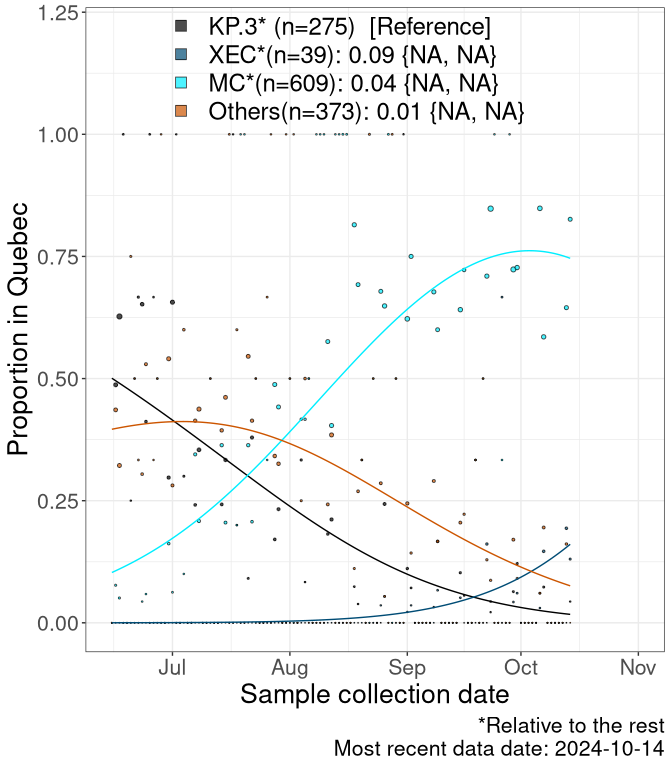 KP.3* (n=275) [Reference]
XEC*(n=39): 0.09 {NA, NA}
MC*(n=609): 0.04 {NA, NA}
Others(n=373): 0.01 {NA, NA}
1.25
1.00
0.75
0.50
0.25
0.00
Proportion in Quebec
Jul Aug Sep Oct Nov
Sample collection date
*Relative to the rest
Most recent data date: 2024-10-14